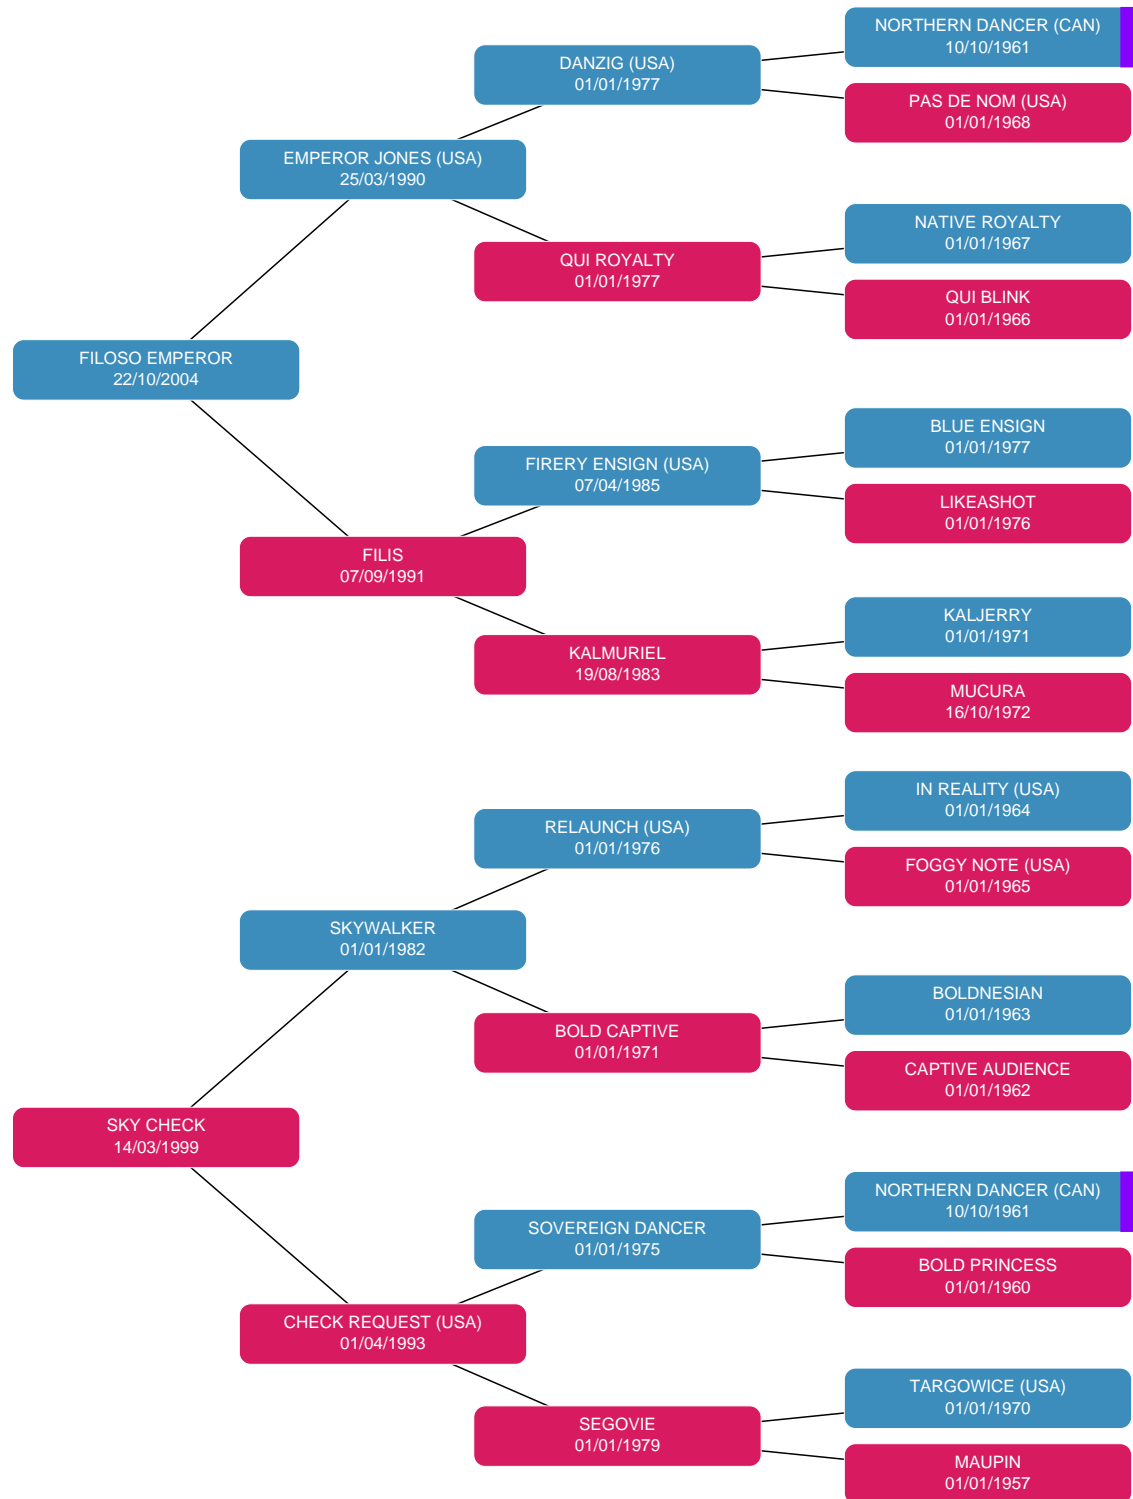 NORTHERN DANCER (CAN)
10/10/1961
DANZIG (USA)
01/01/1977
PAS DE NOM (USA)
01/01/1968
EMPEROR JONES (USA)
25/03/1990
NATIVE ROYALTY
01/01/1967
QUI ROYALTY
01/01/1977
QUI BLINK
01/01/1966
FILOSO EMPEROR
22/10/2004
BLUE ENSIGN
01/01/1977
FIRERY ENSIGN (USA)
07/04/1985
LIKEASHOT
01/01/1976
FILIS
07/09/1991
KALJERRY
01/01/1971
KALMURIEL
19/08/1983
MUCURA
16/10/1972
IN REALITY (USA)
01/01/1964
RELAUNCH (USA)
01/01/1976
FOGGY NOTE (USA)
01/01/1965
SKYWALKER
01/01/1982
BOLDNESIAN
01/01/1963
BOLD CAPTIVE
01/01/1971
CAPTIVE AUDIENCE
01/01/1962
SKY CHECK
14/03/1999
NORTHERN DANCER (CAN)
10/10/1961
SOVEREIGN DANCER
01/01/1975
BOLD PRINCESS
01/01/1960
CHECK REQUEST (USA)
01/04/1993
TARGOWICE (USA)
01/01/1970
SEGOVIE
01/01/1979
MAUPIN
01/01/1957